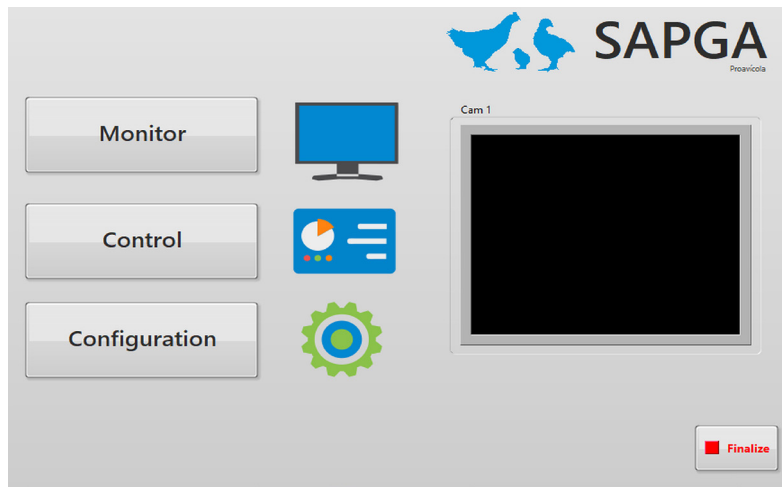 SAPGA
Proavícola
Cam 1
Monitor
Control
Configuration
Finalize